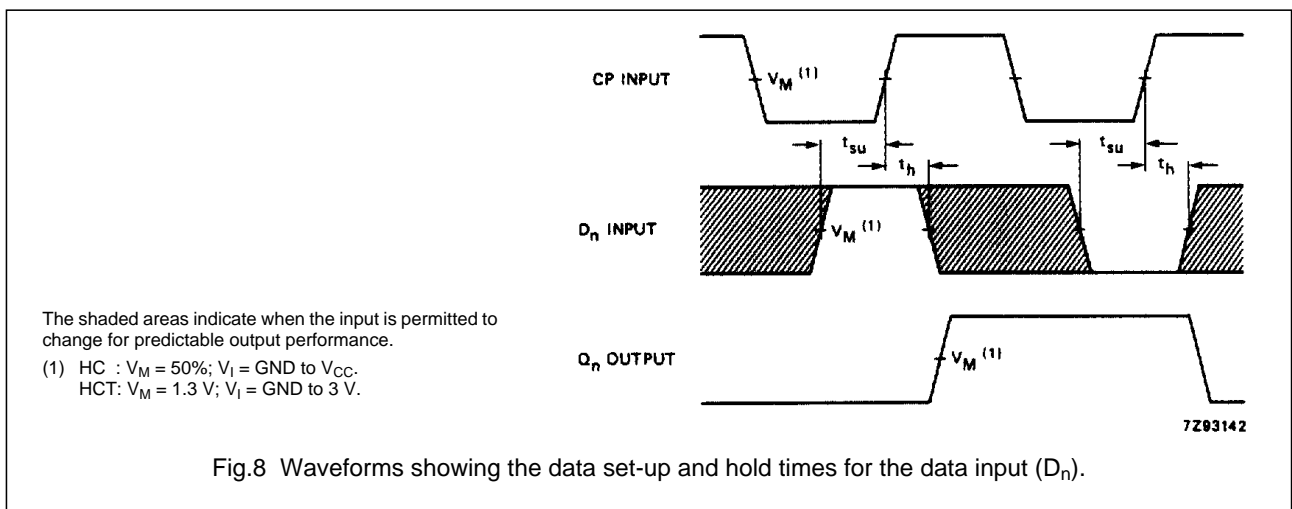 CP INPUT
V_M (1)
t_su
t_su
t_h
t_h
D_n INPUT
V_M (1)
The shaded areas indicate when the input is permitted to
change for predictable output performance.
(1) HC : V_M = 50%; V_I = GND to V_CC.
HCT: V_M = 1.3 V; V_I = GND to 3 V.
Q_n OUTPUT
V_M (1)
7Z93142
Fig.8 Waveforms showing the data set-up and hold times for the data input (D_n).